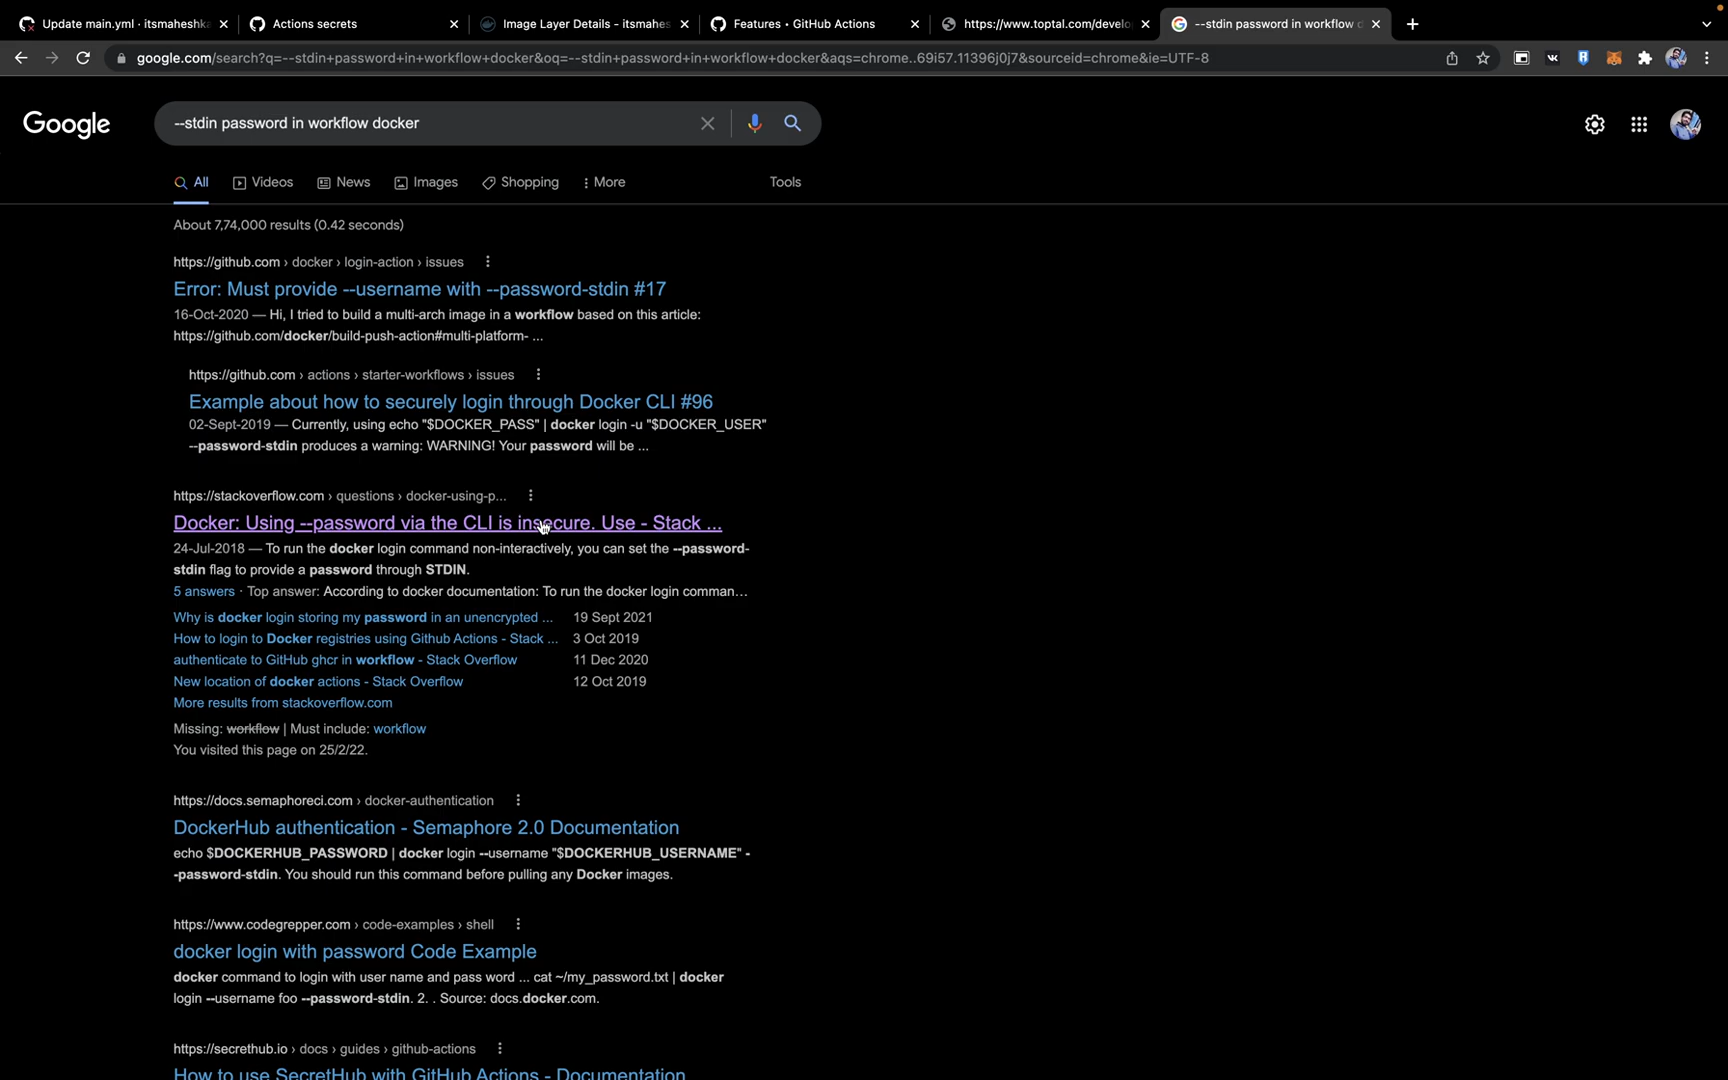 Update main.yml · itsmaheshka
Actions secrets
Image Layer Details - itsmahes
Features • GitHub Actions
https://www.toptal.com/develo
--stdin password in workflow d
google.com/search?q=--stdin+password+in+workflow+docker&oq=--stdin+password+in+workflow+docker&aqs=chrome..69i57.11396j0j7&sourceid=chrome&ie=UTF-8
Google
--stdin password in workflow docker
All
Videos
News
Images
Shopping
More
Tools
About 7,74,000 results (0.42 seconds)
https://github.com › docker › login-action › issues
Error: Must provide --username with --password-stdin #17
16-Oct-2020 — Hi, I tried to build a multi-arch image in a workflow based on this article:
https://github.com/docker/build-push-action#multi-platform- ...
https://github.com › actions › starter-workflows › issues
Example about how to securely login through Docker CLI #96
02-Sept-2019 — Currently, using echo "$DOCKER_PASS" | docker login -u "$DOCKER_USER"
--password-stdin produces a warning: WARNING! Your password will be ...
https://stackoverflow.com › questions › docker-using-p...
Docker: Using --password via the CLI is insecure. Use - Stack ...
24-Jul-2018 — To run the docker login command non-interactively, you can set the --password-
stdin flag to provide a password through STDIN.
5 answers · Top answer: According to docker documentation: To run the docker login comman...
Why is docker login storing my password in an unencrypted ... 19 Sept 2021
How to login to Docker registries using Github Actions - Stack ... 3 Oct 2019
authenticate to GitHub ghcr in workflow - Stack Overflow 11 Dec 2020
New location of docker actions - Stack Overflow 12 Oct 2019
More results from stackoverflow.com
Missing: workflow | Must include: workflow
You visited this page on 25/2/22.
https://docs.semaphoreci.com › docker-authentication
DockerHub authentication - Semaphore 2.0 Documentation
echo $DOCKERHUB_PASSWORD | docker login --username "$DOCKERHUB_USERNAME" -
-password-stdin. You should run this command before pulling any Docker images.
https://www.codegrepper.com › code-examples › shell
docker login with password Code Example
docker command to login with user name and pass word ... cat ~/my_password.txt | docker
login --username foo --password-stdin. 2. . Source: docs.docker.com.
https://secrethub.io › docs › guides › github-actions
How to use SecretHub with GitHub Actions - Documentation